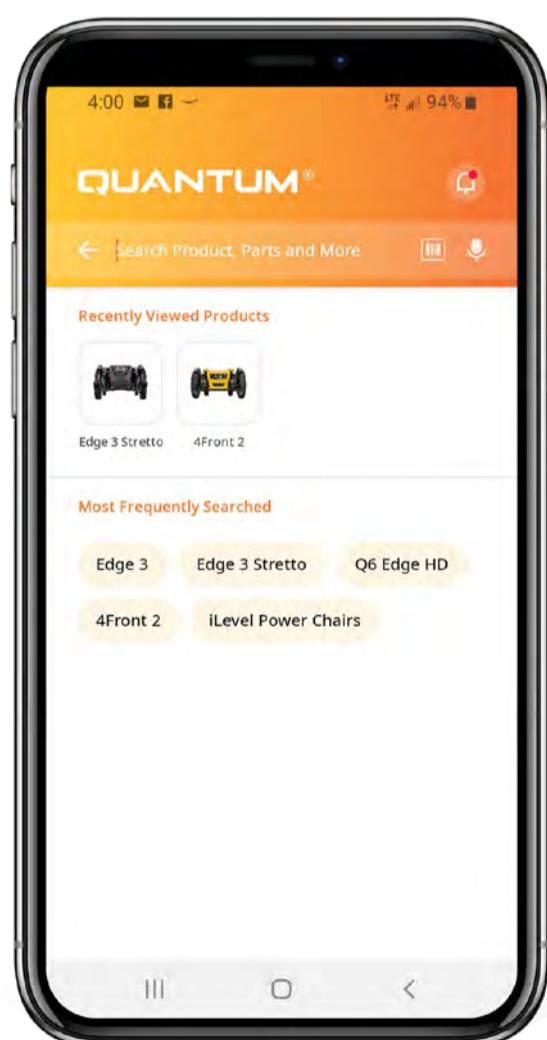 4:00
LTE 94%
QUANTUM®
Search Product, Parts and More
Recently Viewed Products
Edge 3 Stretto 4Front 2
Most Frequently Searched
Edge 3 Edge 3 Stretto Q6 Edge HD
4Front 2 iLevel Power Chairs